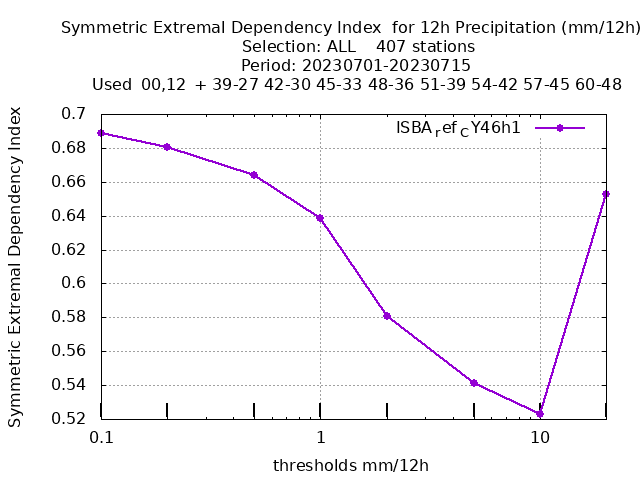 Symmetric Extremal Dependency Index  for 12h Precipitation (mm/12h)
Selection: ALL    407 stations
Period: 20230701-20230715
Used  00,12  + 39-27 42-30 45-33 48-36 51-39 54-42 57-45 60-48
Symmetric Extremal Dependency Index
ISBA_ref_CY46h1
0.7
0.68
0.66
0.64
0.62
0.6
0.58
0.56
0.54
0.52
0.1 1 10
thresholds mm/12h